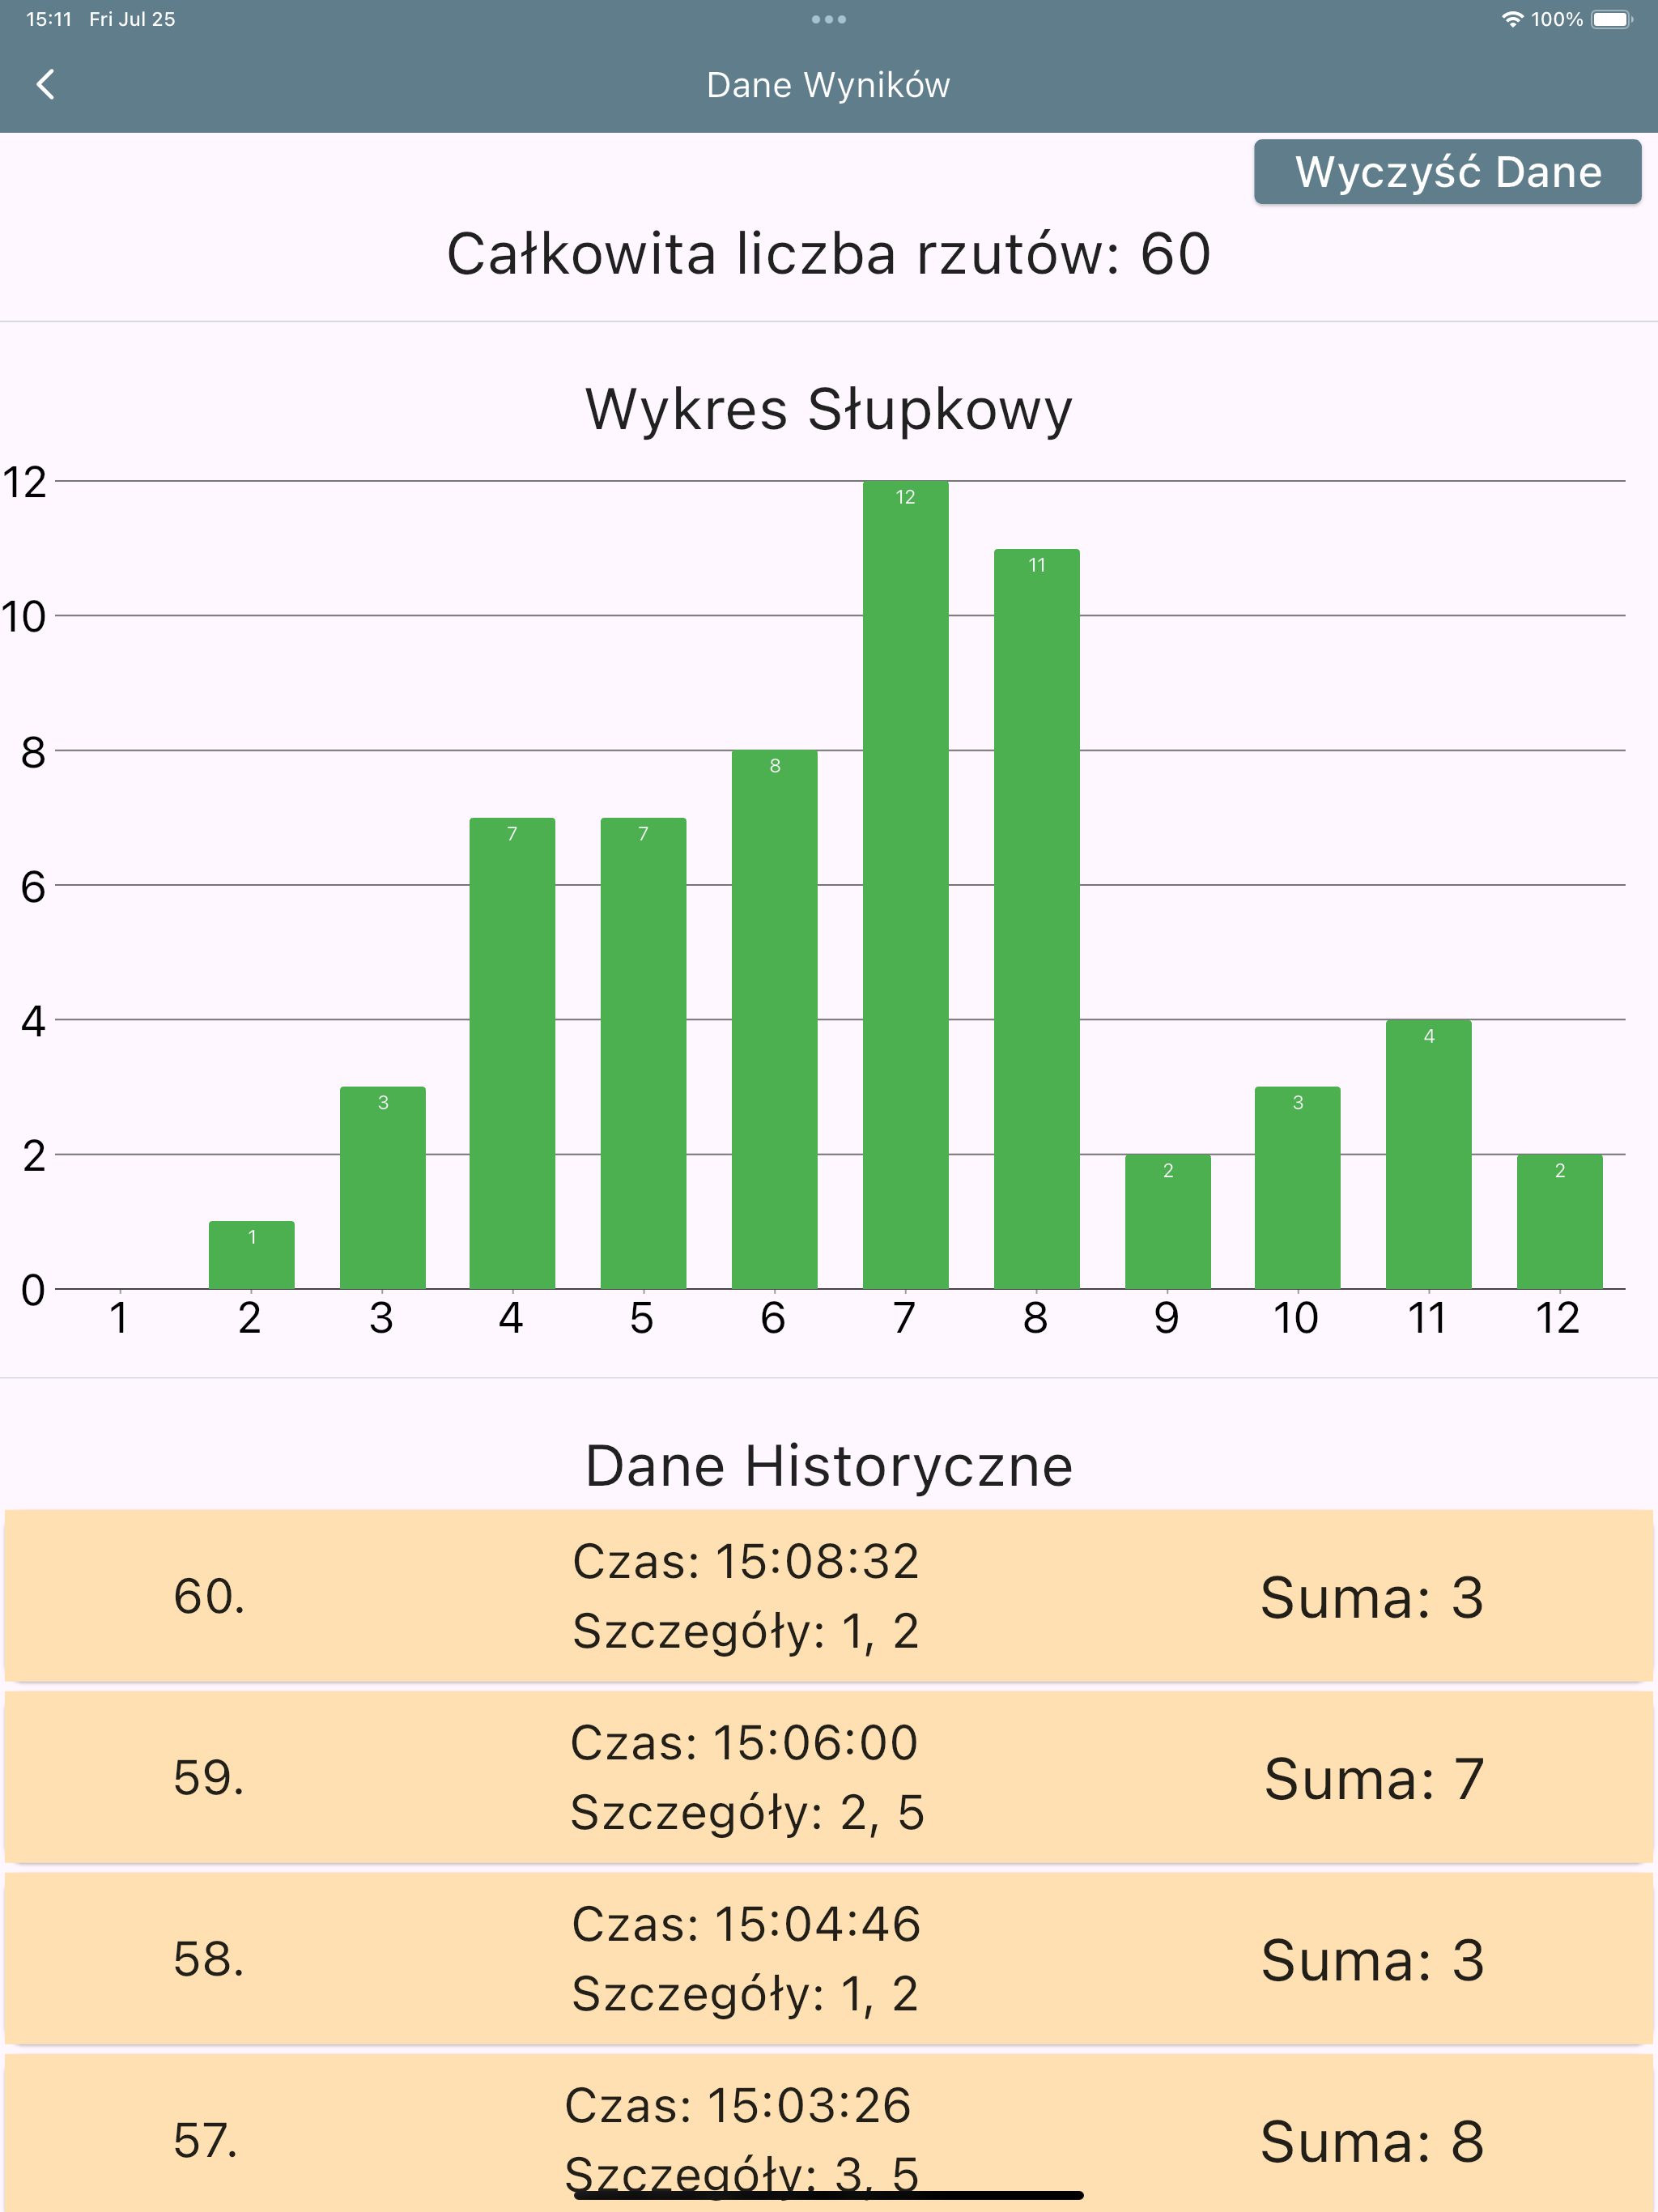 15:11 Fri Jul 25
100%
Dane Wyników
Wyczyść Dane
Całkowita liczba rzutów: 60
Wykres Słupkowy
12
10
8
6
4
2
0
1
3
7
7
8
12
11
2
3
4
2
1 2 3 4 5 6 7 8 9 10 11 12
Dane Historyczne
60.
Czas: 15:08:32
Szczegóły: 1, 2
Suma: 3
59.
Czas: 15:06:00
Szczegóły: 2, 5
Suma: 7
58.
Czas: 15:04:46
Szczegóły: 1, 2
Suma: 3
57.
Czas: 15:03:26
Szczegóły: 3, 5
Suma: 8